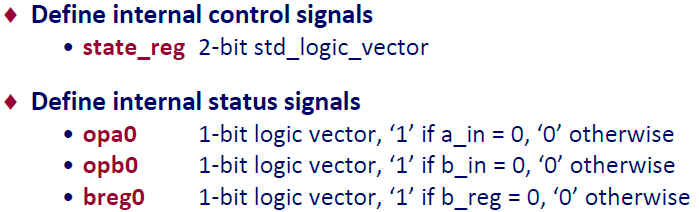 ♦ Define internal control signals
• state_reg 2-bit std_logic_vector
♦ Define internal status signals
• opa0 1-bit logic vector, ‘1’ if a_in = 0, ‘0’ otherwise
• opb0 1-bit logic vector, ‘1’ if b_in = 0, ‘0’ otherwise
• breg0 1-bit logic vector, ‘1’ if b_reg = 0, ‘0’ otherwise